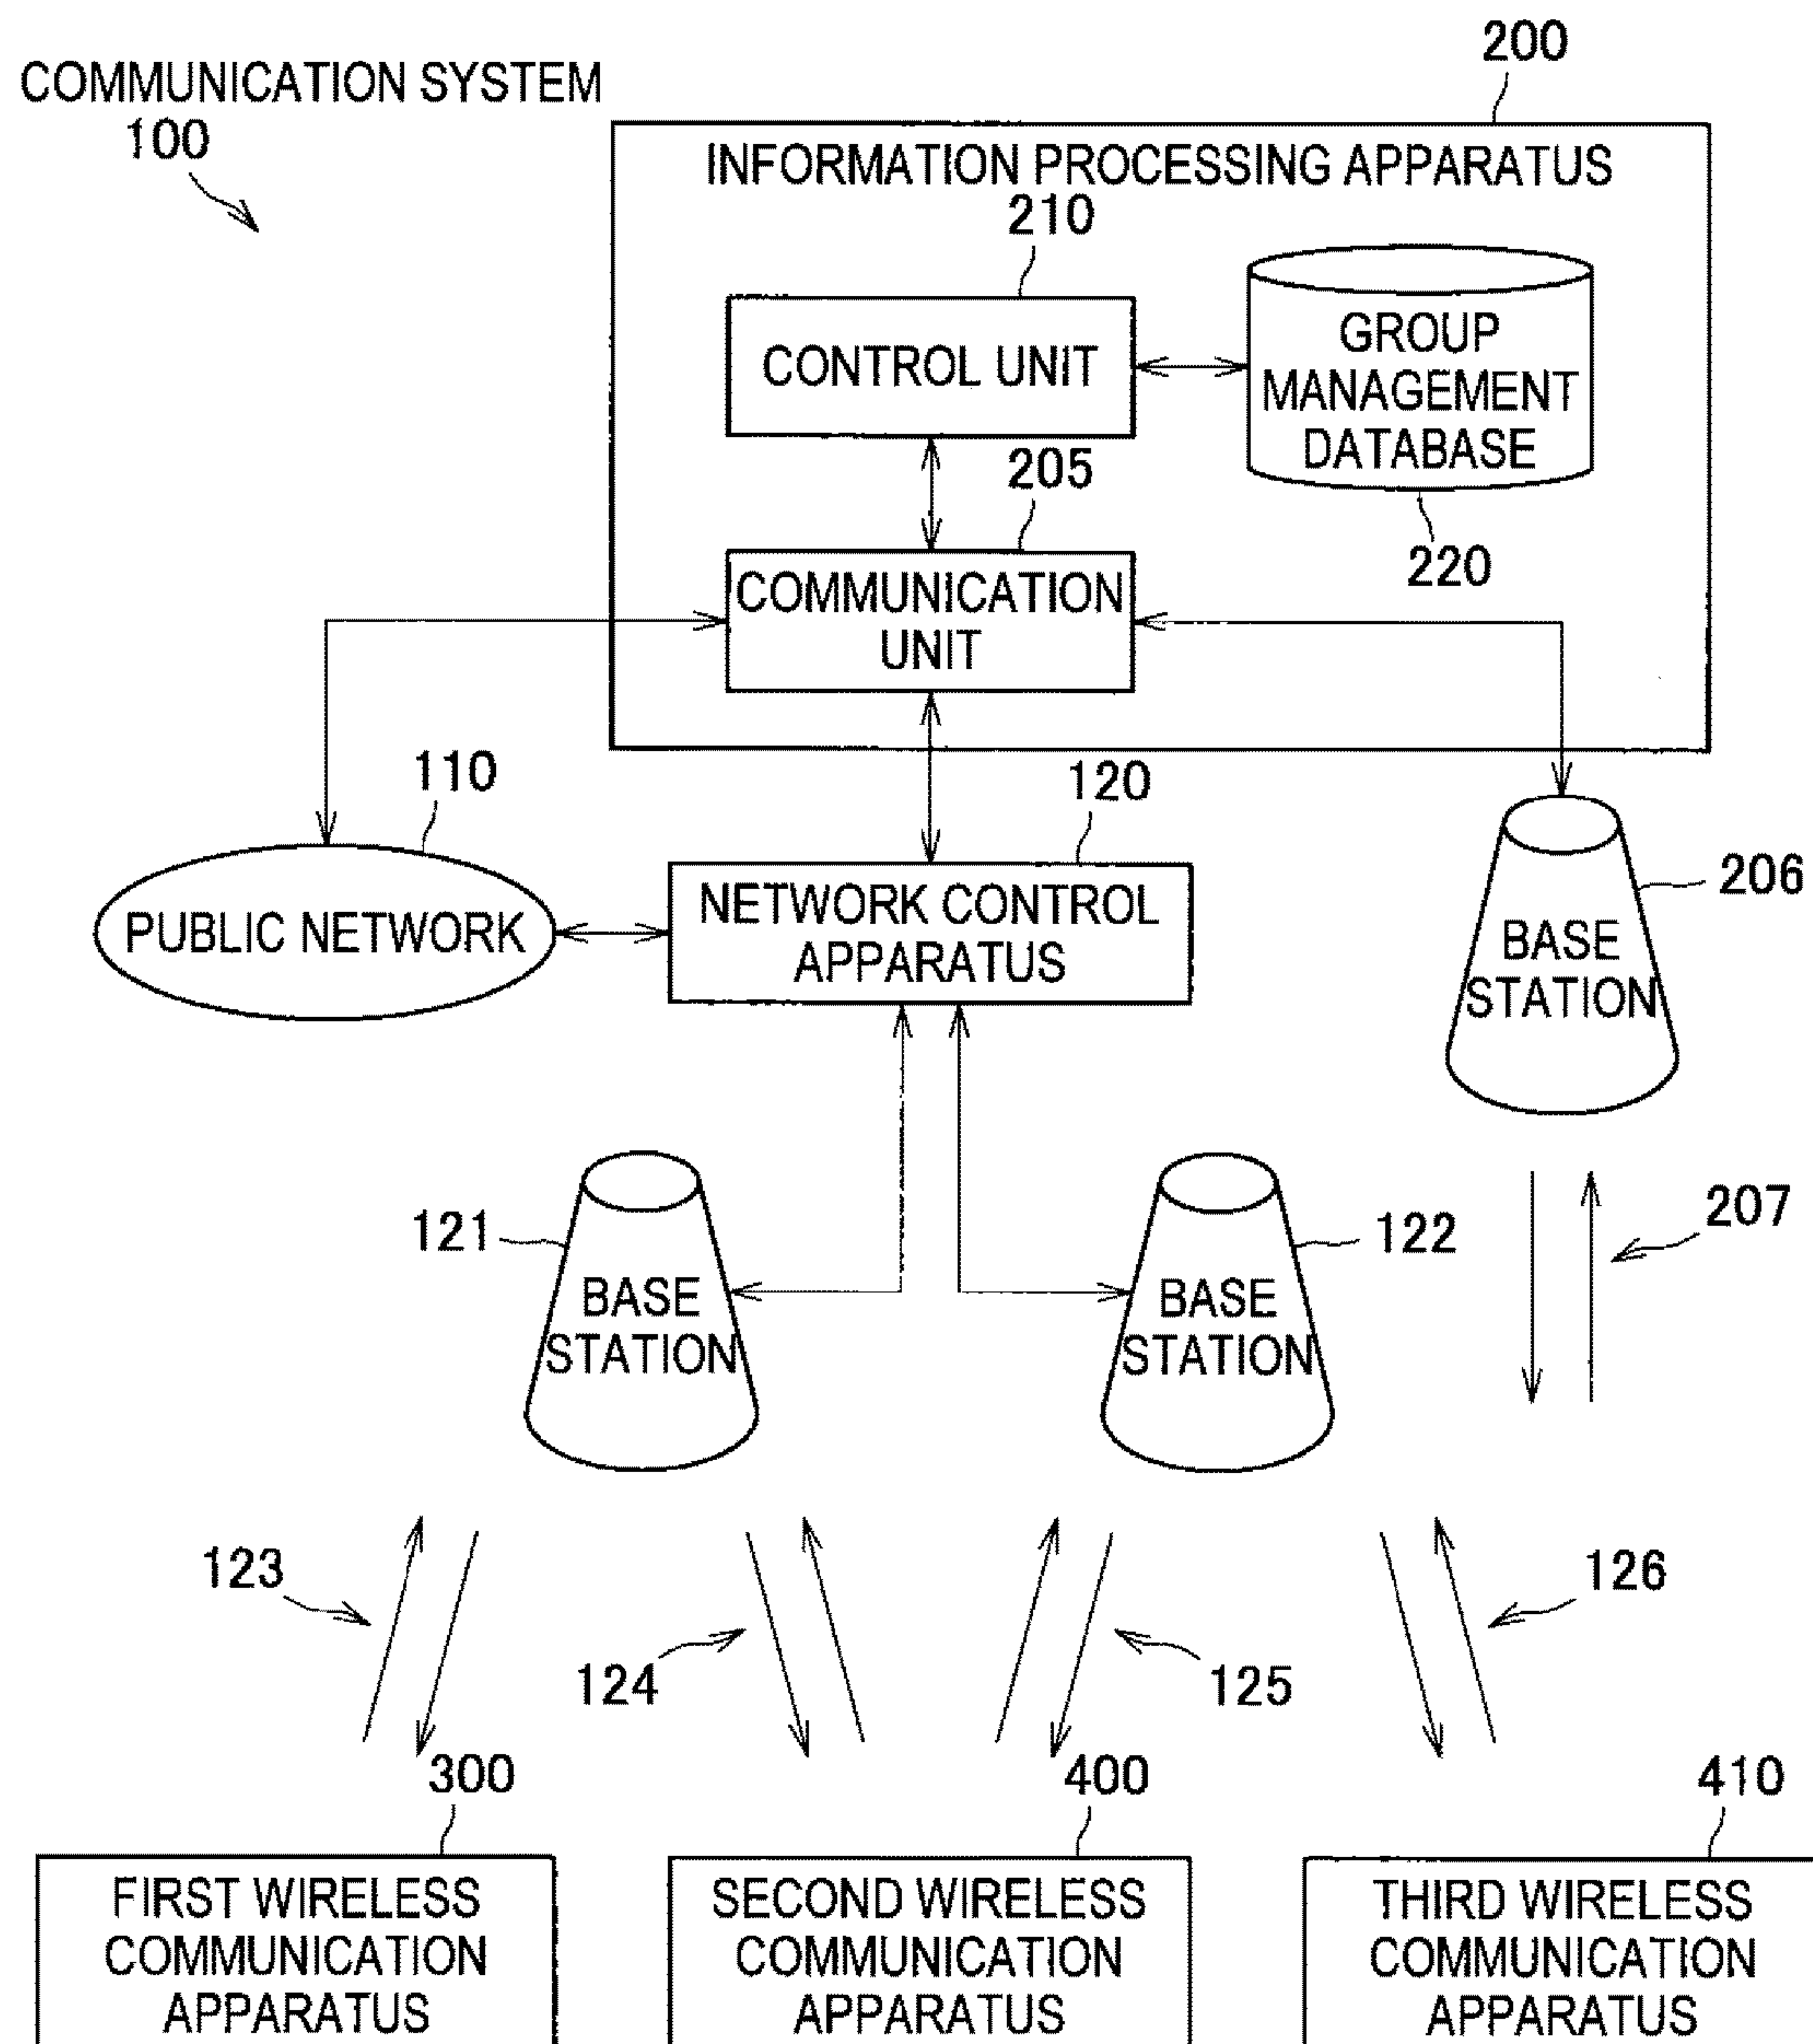 COMMUNICATION SYSTEM
100
200
INFORMATION PROCESSING APPARATUS
210
CONTROL UNIT
GROUP
MANAGEMENT
DATABASE
220
205
COMMUNICATION
UNIT
110
PUBLIC NETWORK
120
NETWORK CONTROL
APPARATUS
206
BASE
STATION
207
121
BASE
STATION
122
BASE
STATION
123
124
125
126
300
FIRST WIRELESS
COMMUNICATION
APPARATUS
400
SECOND WIRELESS
COMMUNICATION
APPARATUS
410
THIRD WIRELESS
COMMUNICATION
APPARATUS